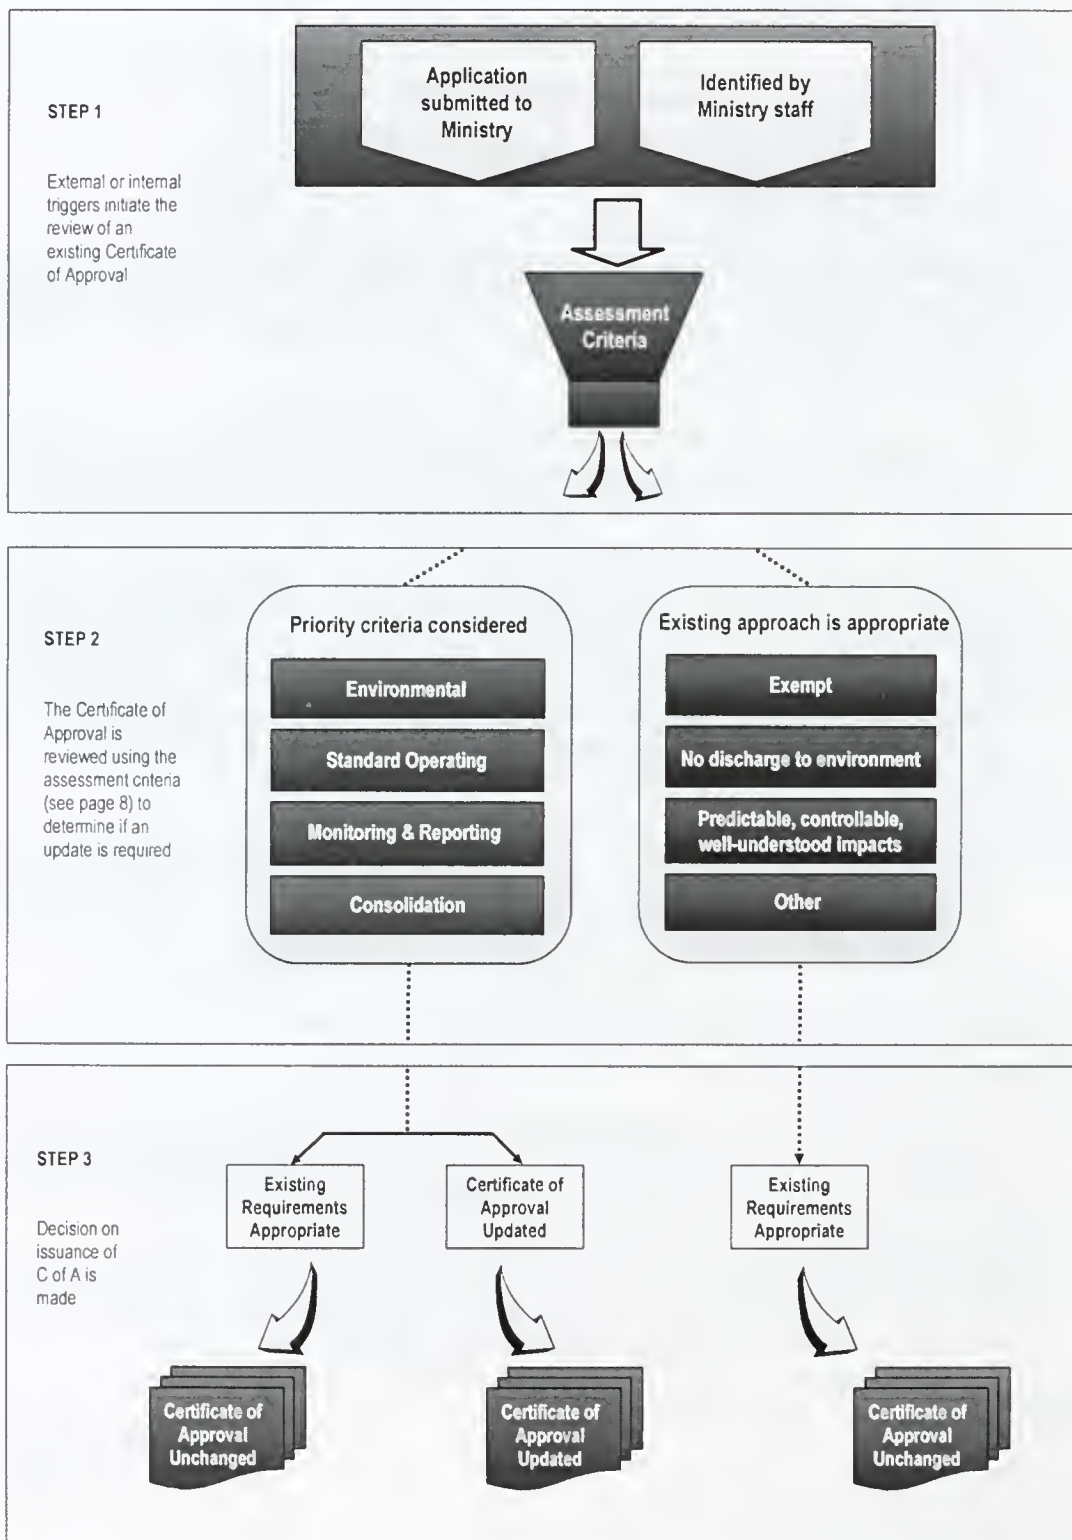 STEP 1
External or internal
triggers initiate the
review of an
existing Certificate
of Approval
Application
submitted to
Ministry
Identified by
Ministry staff
Assessment
Criteria
STEP 2
The Certificate of
Approval is
reviewed using the
assessment criteria
(see page 8) to
determine if an
update is required
Priority criteria considered
Environmental
Standard Operating
Monitoring & Reporting
Consolidation
Existing approach is appropriate
Exempt
No discharge to environment
Predictable, controllable,
well-understood impacts
Other
STEP 3
Decision on
issuance of
C of A is
made
Existing
Requirements
Appropriate
Certificate of
Approval
Updated
Existing
Requirements
Appropriate
Certificate of
Approval
Unchanged
Certificate of
Approval
Updated
Certificate of
Approval
Unchanged